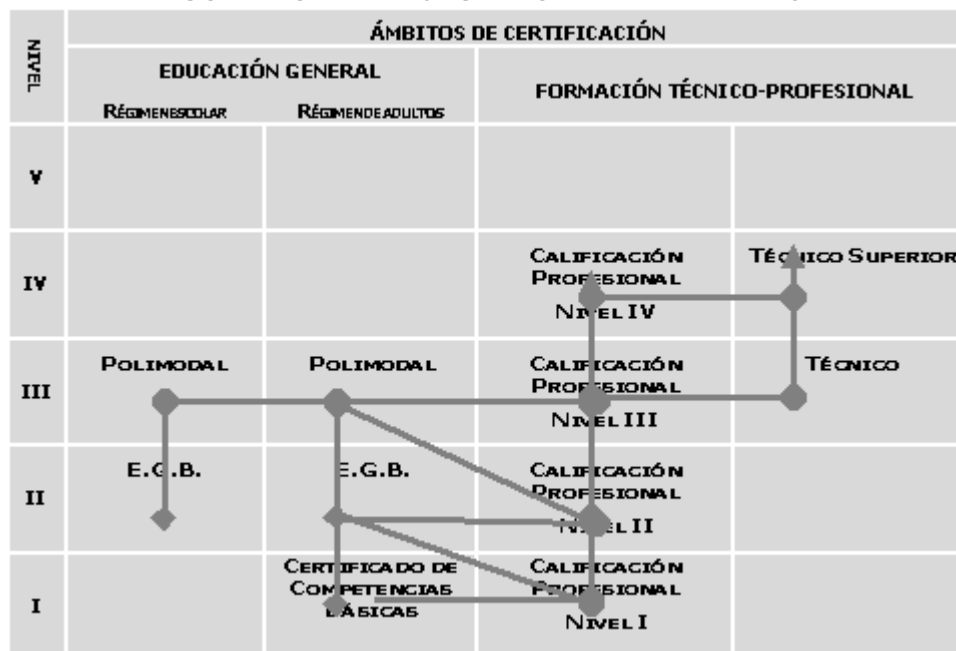 NIVEL
ÁMBITOS DE CERTIFICACIÓN
EDUCACIÓN GENERAL
FORMACIÓN TÉCNICO-PROFESIONAL
RÉGIMEN ESCOLAR
RÉGIMEN DE ADULTOS
V
IV
CALIFICACIÓN
PROFESIONAL
NIVEL IV
TÉCNICO SUPERIOR
III
POLIMODAL
POLIMODAL
CALIFICACIÓN
PROFESIONAL
NIVEL III
TÉCNICO
II
E.G.B.
E.G.B.
CALIFICACIÓN
PROFESIONAL
NIVEL II
I
CERTIFICADO DE
COMPETENCIAS
BÁSICAS
CALIFICACIÓN
PROFESIONAL
NIVEL I